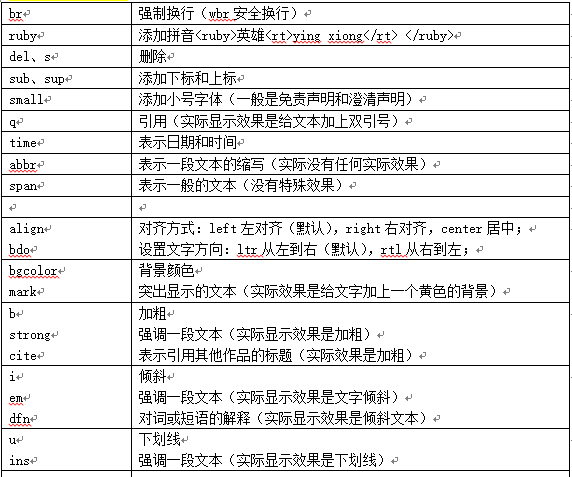 br 强制换行（wbr 安全换行）
ruby 添加拼音<ruby>英雄<rt>ying xiong</rt> </ruby>
del、s 删除
sub、sup 添加下标和上标
small 添加小号字体（一般是免责声明和澄清声明）
q 引用（实际显示效果是给文本加上双引号）
time 表示日期和时间
abbr 表示一段文本的缩写（实际没有任何实际效果）
span 表示一般的文本（没有特殊效果）
align 对齐方式：left 左对齐（默认），right 右对齐，center 居中；
bdo 设置文字方向：ltr 从左到右（默认），rtl 从右到左；
bgcolor 背景颜色
mark 突出显示的文本（实际效果是给文字加上一个黄色的背景）
b 加粗
strong 强调一段文本（实际显示效果是加粗）
cite 表示引用其他作品的标题（实际效果是加粗）
i 倾斜
em 强调一段文本（实际显示效果是文字倾斜）
dfn 对词或短语的解释（实际显示效果是倾斜文本）
u 下划线
ins 强调一段文本（实际显示效果是下划线）